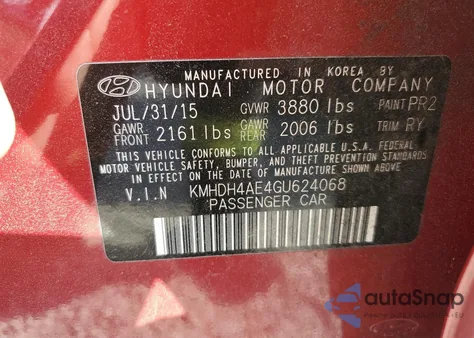 MANUFACTURED IN KOREA BY
HYUNDAI MOTOR COMPANY
JUL/31/15 GVWR 3880 lbs PAINT PR2
GAWR FRONT 2161 lbs GAWR REAR 2006 lbs TRIM RY
THIS VEHICLE CONFORMS TO ALL APPLICABLE FEDERAL
MOTOR VEHICLE SAFETY, BUMPER, AND THEFT PREVENTION STANDARDS
IN EFFECT ON THE DATE OF MANUFACTURE SHOWN ABOVE
V.I.N KMHDH4AE4GU624068
PASSENGER CAR
autoSnap